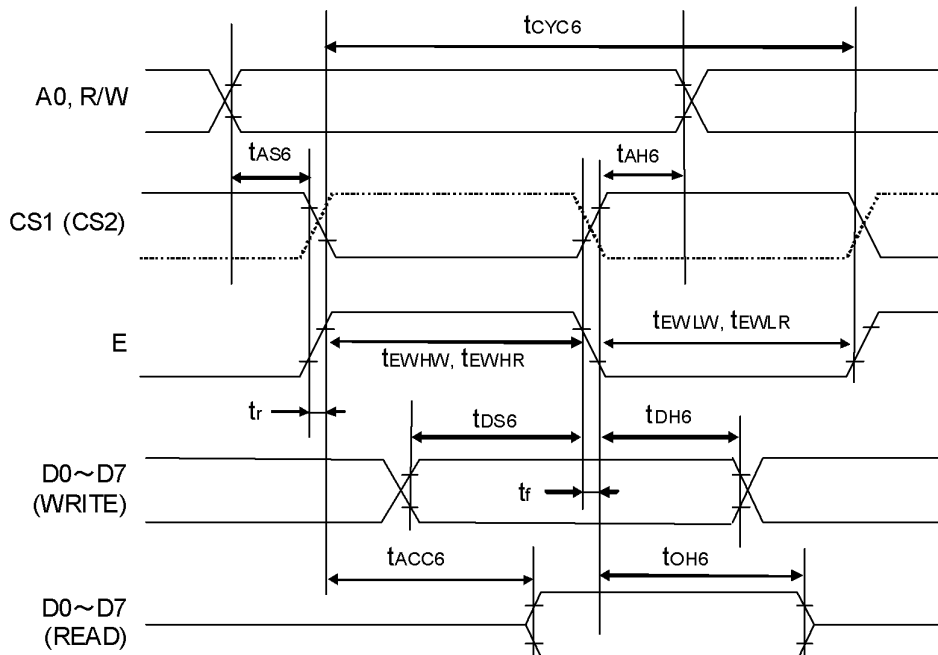 tCYC6
A0, R/W
tAS6
tAH6
CS1 (CS2)
E
tEWLW, tEWLR
tEWHW, tEWHR
tr
tDS6
tDH6
D0～D7
(WRITE)
tf
tACC6
tOH6
D0～D7
(READ)